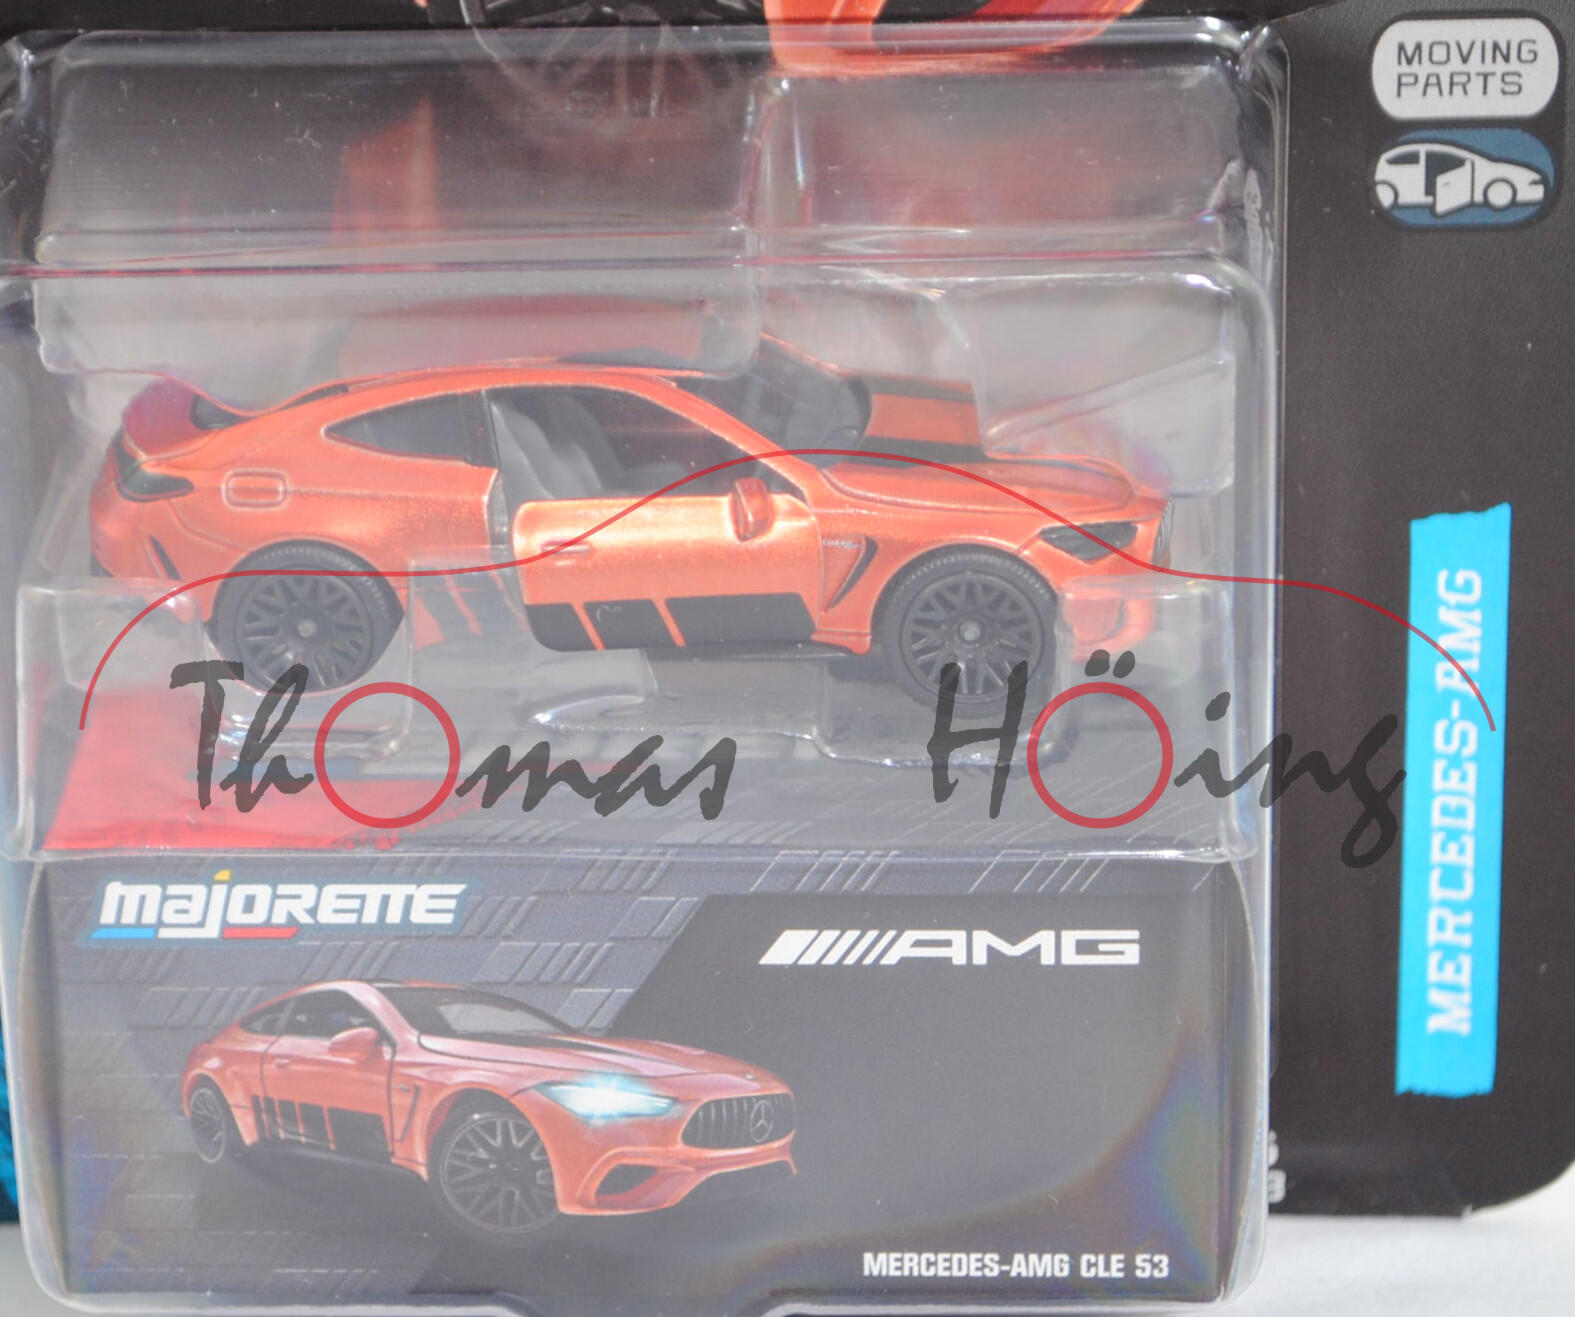 MOVING
PARTS
MERCEDES-AMG
Thomas Höing
majorette
AMG
MERCEDES-AMG CLE 53